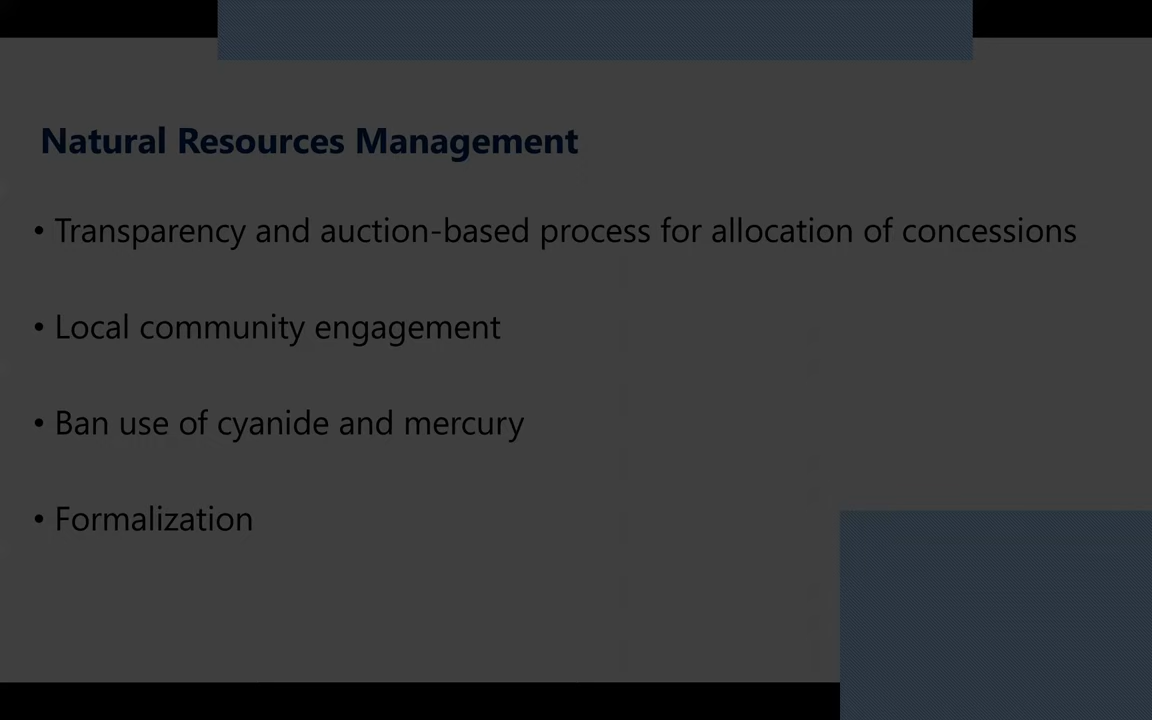 Natural Resources Management
• Transparency and auction-based process for allocation of concessions
• Local community engagement
• Ban use of cyanide and mercury
• Formalization